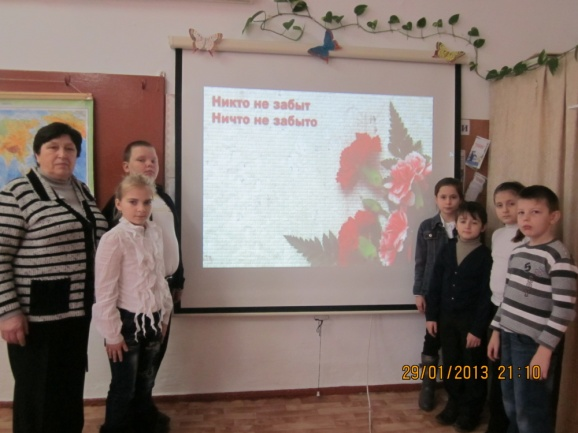 Никто не забыт
Ничто не забыто
29/01/2013 21:10